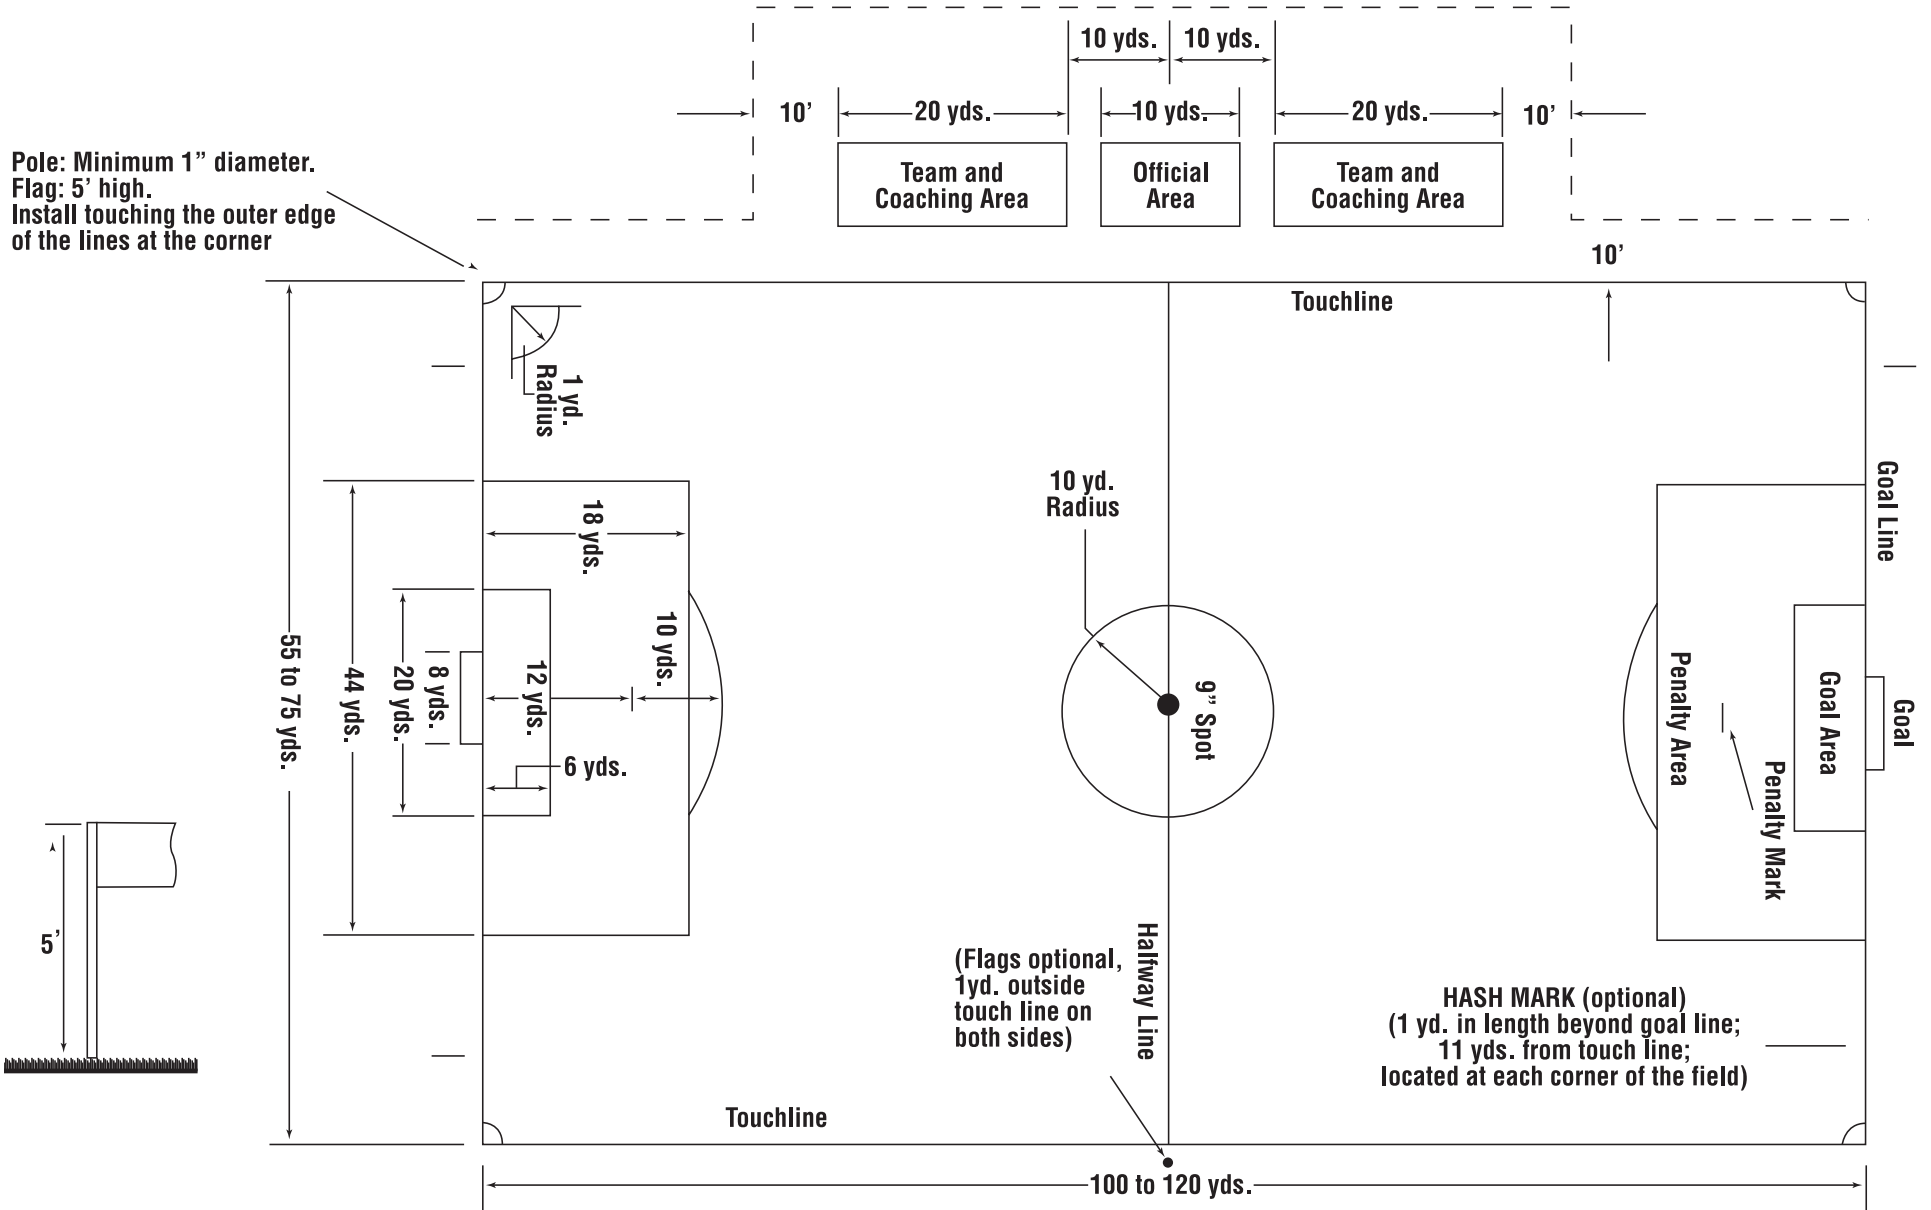 10 yds.
10 yds.
10'
20 yds.
10 yds.
20 yds.
10'
Pole: Minimum 1” diameter.
Flag: 5’ high.
Install touching the outer edge
of the lines at the corner
Team and
Coaching Area
Official
Area
Team and
Coaching Area
10’
Touchline
1 yd.
Radius
10 yd.
Radius
Goal Line
18 yds.
10 yds.
55 to 75 yds.
44 yds.
20 yds.
8 yds.
12 yds.
6 yds.
9” Spot
Penalty Area
Goal Area
Goal
Penalty Mark
5’
Halfway Line
(Flags optional,
1yd. outside
touch line on
both sides)
HASH MARK (optional)
(1 yd. in length beyond goal line;
11 yds. from touch line;
located at each corner of the field)
Touchline
100 to 120 yds.